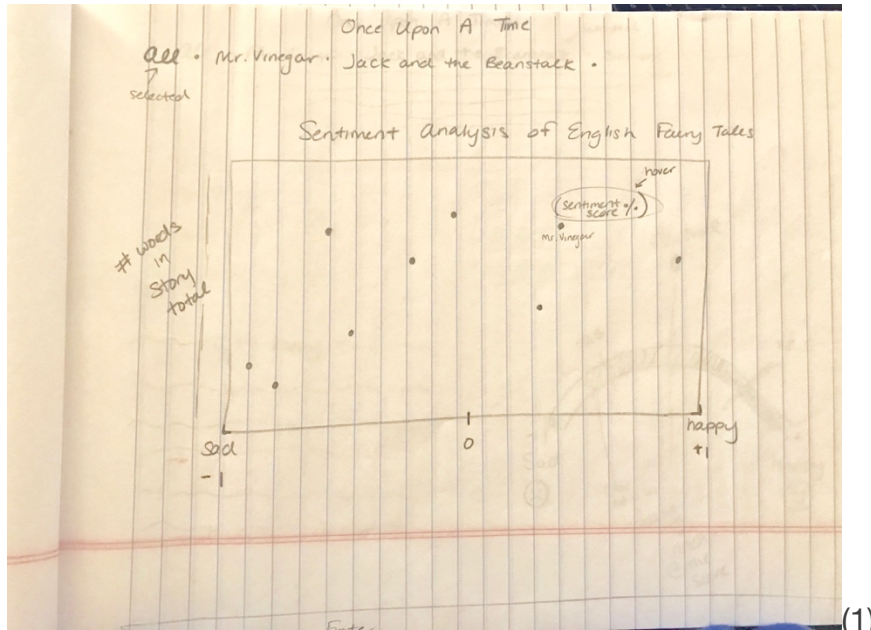 Once Upon A Time
all • Mr. Vinegar • Jack and the Beanstalk •
selected
Sentiment analysis of English Fairy Tales
hover
(sentiment %)
score
Mr. Vinegar
# words
in
story
total
sad
0
happy
-1
+1
(1)